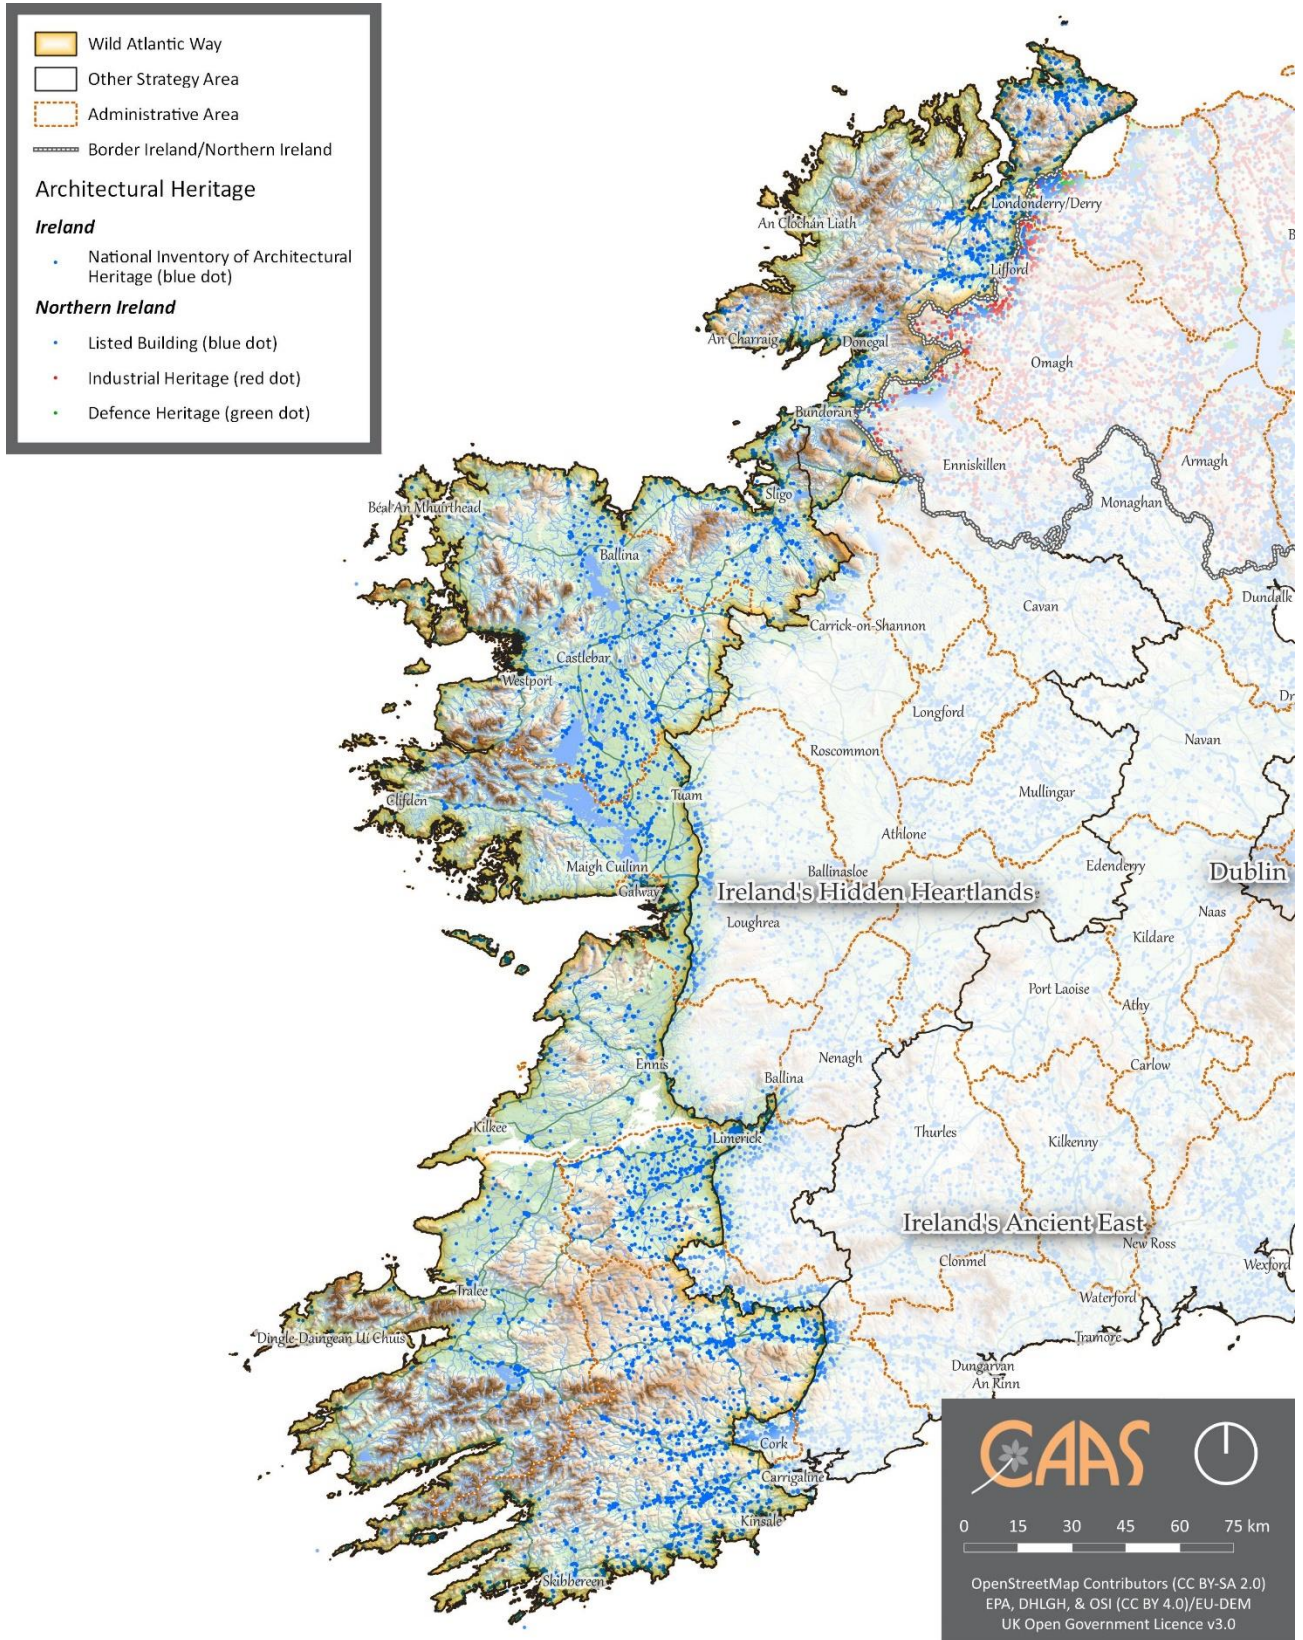 Wild Atlantic Way
Other Strategy Area
Administrative Area
Border Ireland/Northern Ireland
Architectural Heritage
Ireland
National Inventory of Architectural
Heritage (blue dot)
Northern Ireland
Listed Building (blue dot)
Industrial Heritage (red dot)
Defence Heritage (green dot)
Londonderry/Derry
An Clochán Liath
Lifford
An Charraig
Donegal
Omagh
Bundoran
Enniskillen
Armagh
Monaghan
Sligo
Béal An Mhuirthead
Ballina
Dundalk
Cavan
Carrick-on-Shannon
Castlebar
Westport
Longford
Dr
Navan
Roscommon
Tuam
Mullingar
Clifden
Athlone
Maigh Cuilinn
Ballinasloe
Edenderry
Dublin
Galway
Ireland's Hidden Heartlands
Loughrea
Naas
Kildare
Port Laoise
Athy
Nenagh
Ennis
Carlow
Ballina
Kilkee
Limerick
Thurles
Kilkenny
Ireland's Ancient East
New Ross
Clonmel
Wexford
Tralee
Waterford
Dingle-Daingean Uí Chuis
Tramore
Dungarvan
An Rinn
Cork
Carrigaline
Kinsale
Skibbereen
CAAS
0 15 30 45 60 75 km
OpenStreetMap Contributors (CC BY-SA 2.0)
EPA, DHLGH, & OSI (CC BY 4.0)/EU-DEM
UK Open Government Licence v3.0